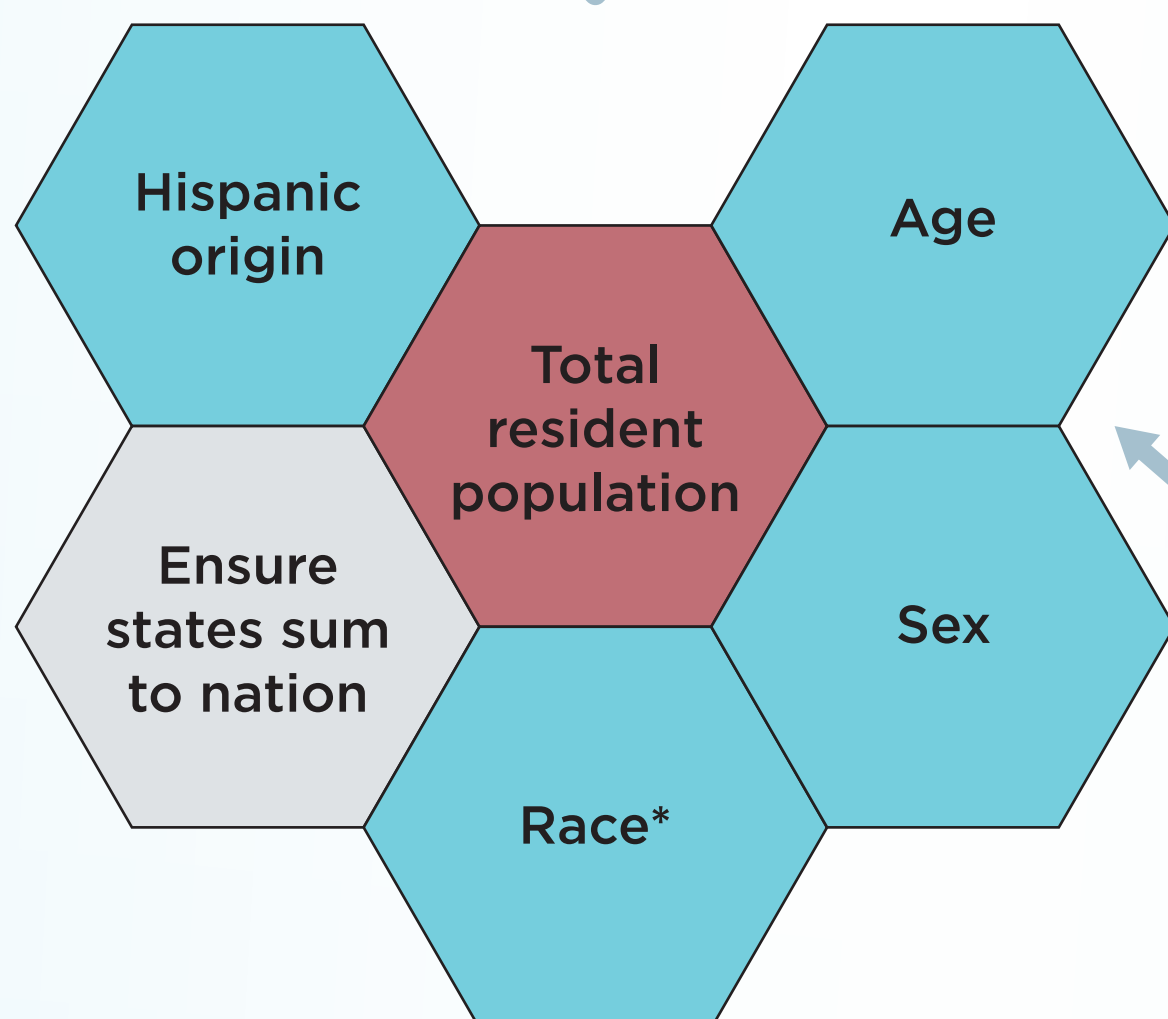 Hispanic
origin
Age
Total
resident
population
Ensure
states sum
to nation
Sex
Race*